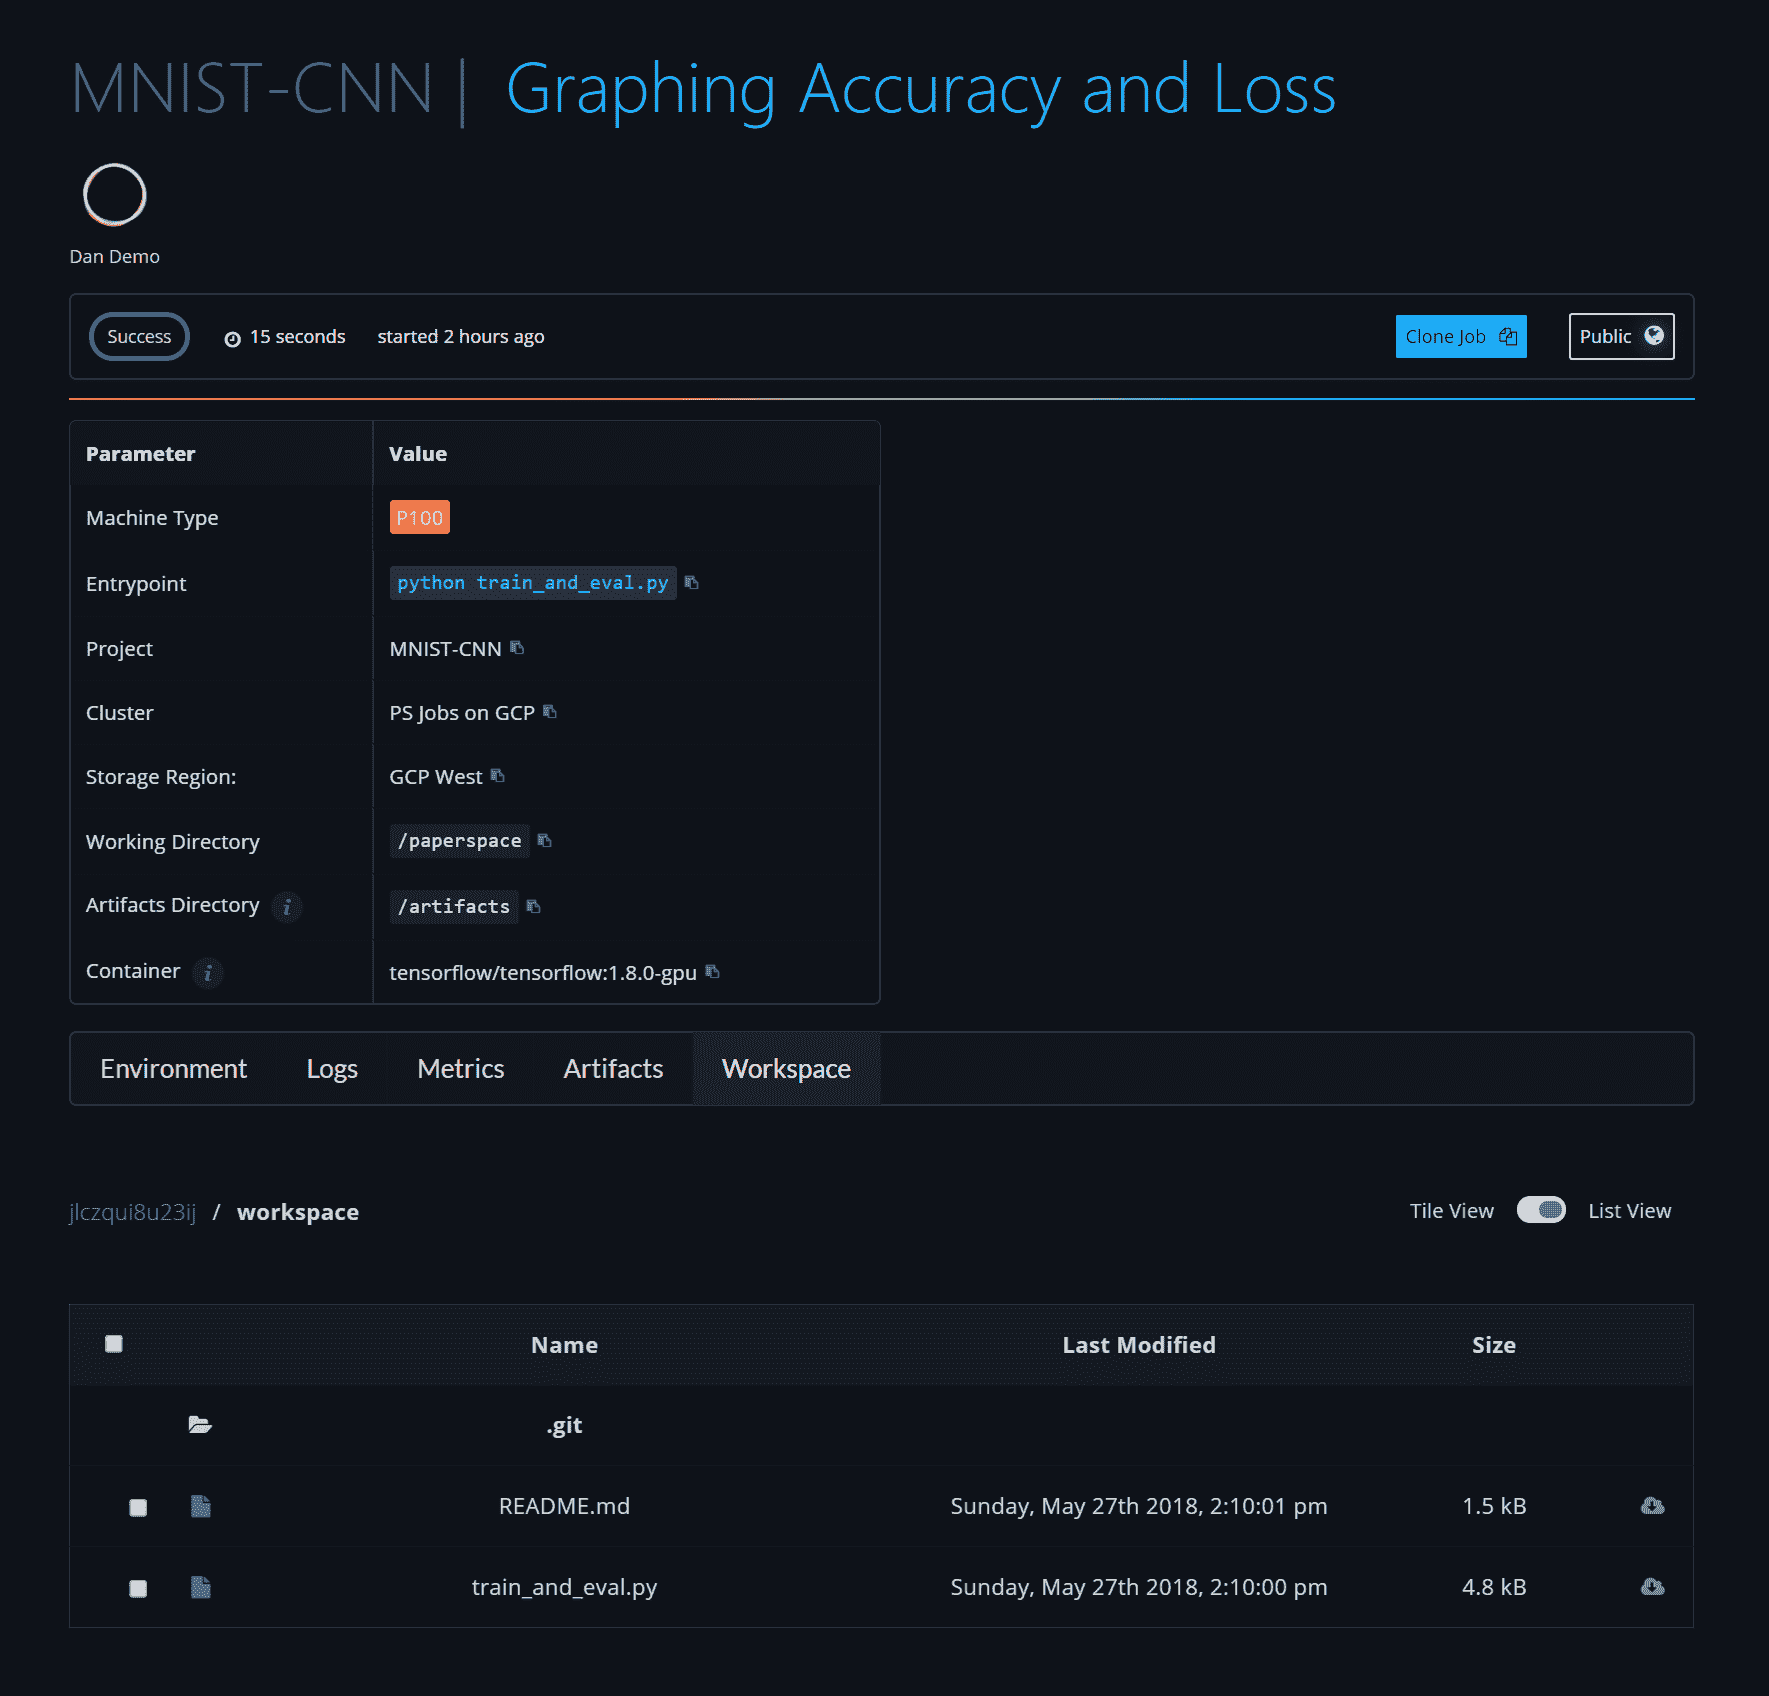 MNIST-CNN | Graphing Accuracy and Loss
Dan Demo
Success 15 seconds started 2 hours ago Clone Job Public
Parameter Value
Machine Type P100
Entrypoint python train_and_eval.py
Project MNIST-CNN
Cluster PS Jobs on GCP
Storage Region: GCP West
Working Directory /paperspace
Artifacts Directory i /artifacts
Container i tensorflow/tensorflow:1.8.0-gpu
Environment Logs Metrics Artifacts Workspace
jlczqui8u23ij / workspace Tile View List View
Name Last Modified Size
.git
README.md Sunday, May 27th 2018, 2:10:01 pm 1.5 kB
train_and_eval.py Sunday, May 27th 2018, 2:10:00 pm 4.8 kB